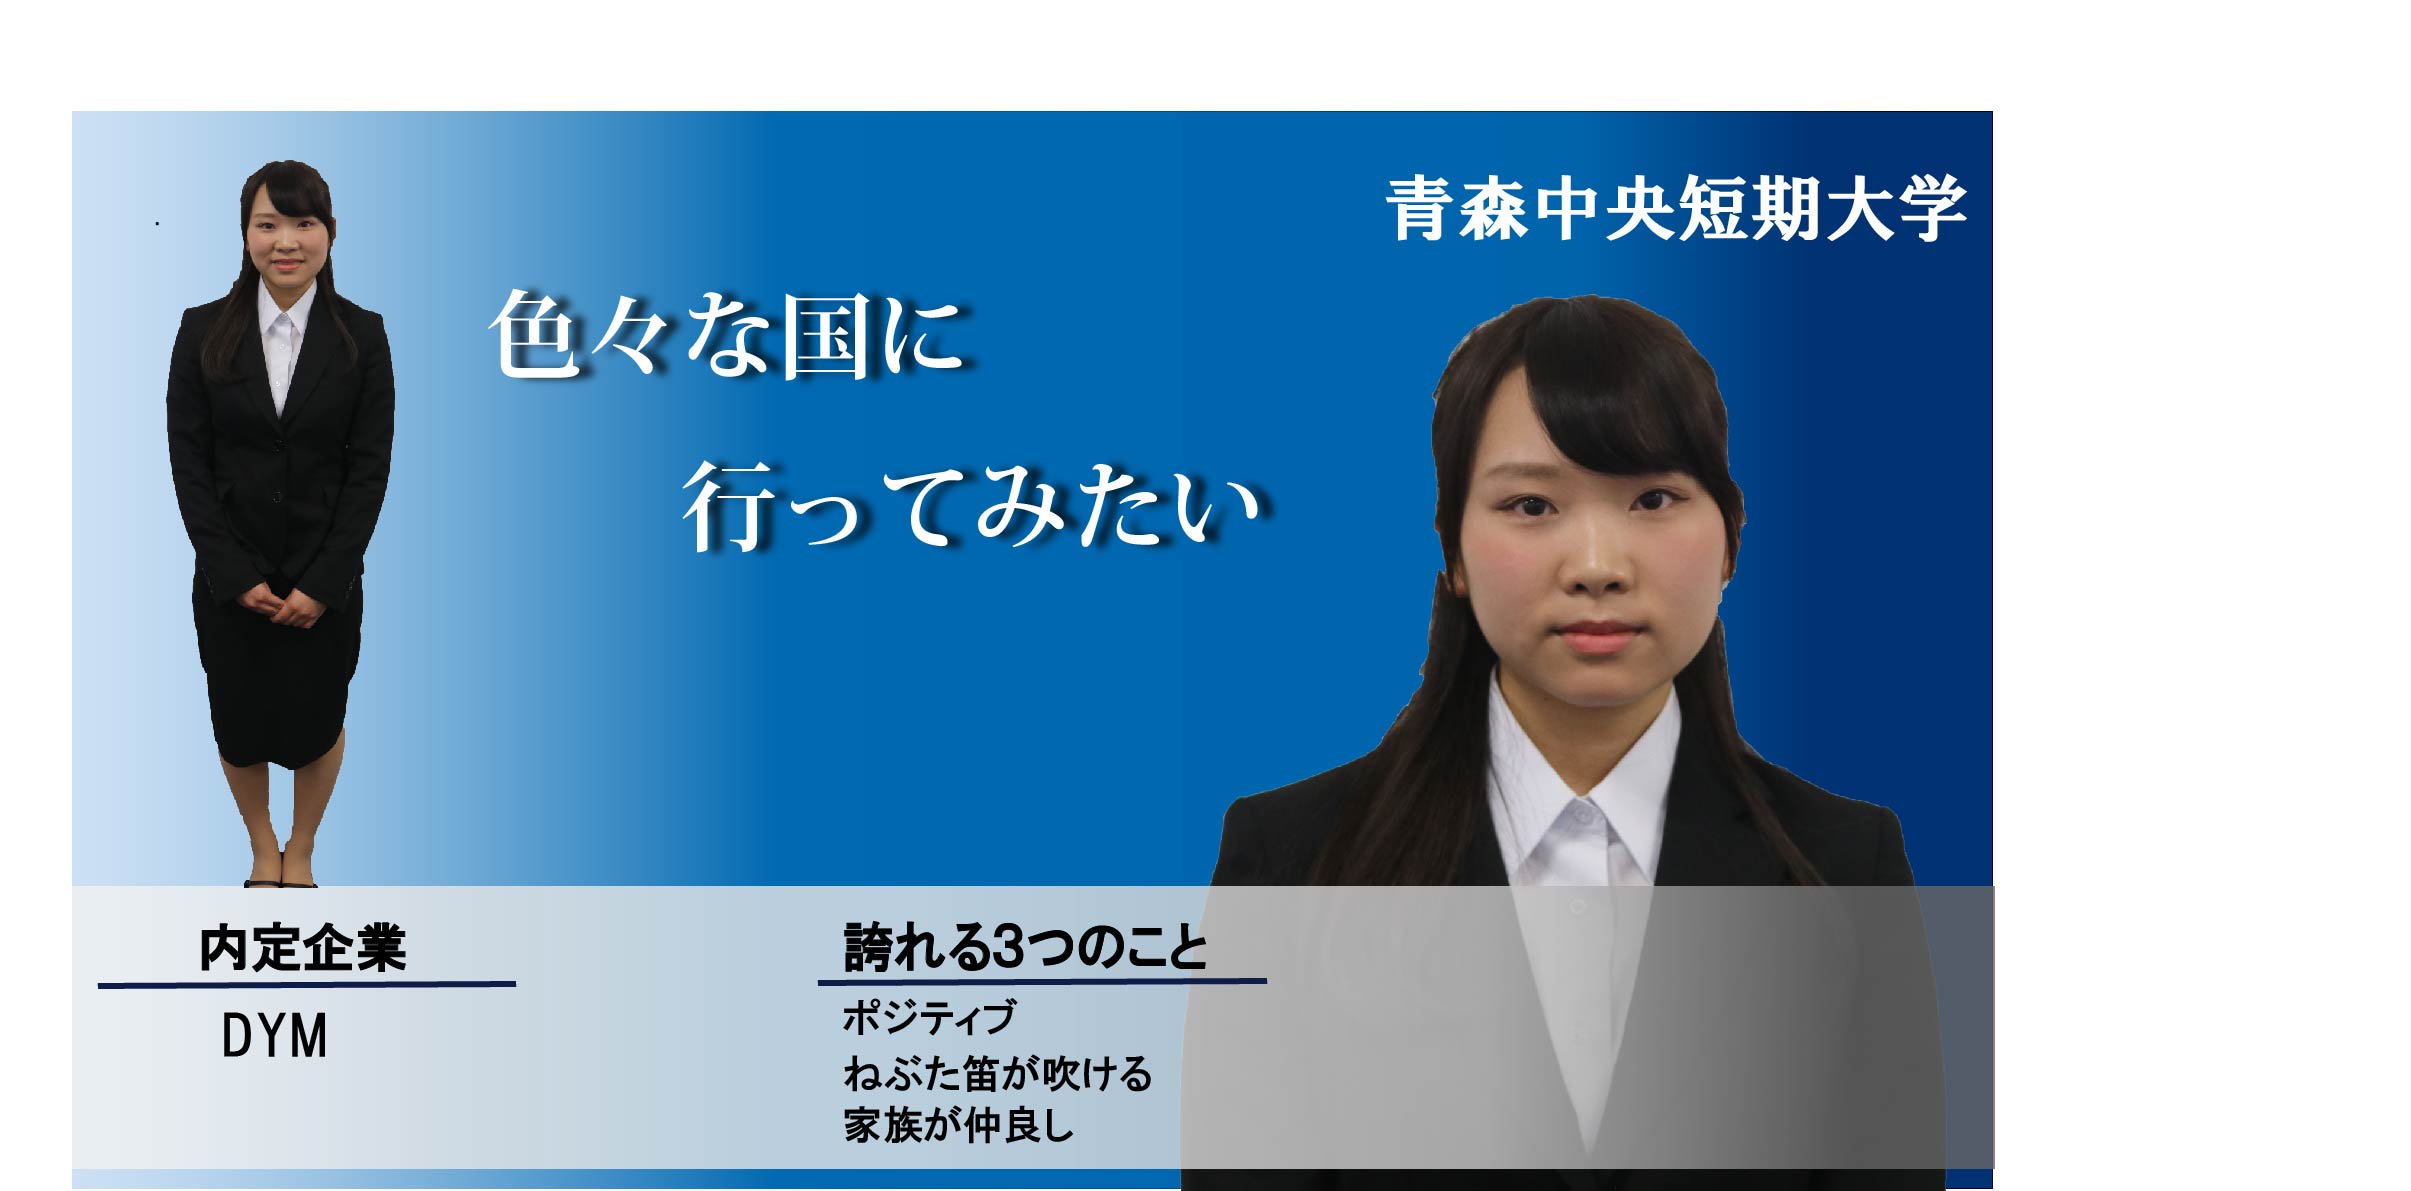 青森中央短期大学
色々な国に
行ってみたい
内定企業
DYM
誇れる3つのこと
ポジティブ
ねぶた笛が吹ける
家族が仲良し